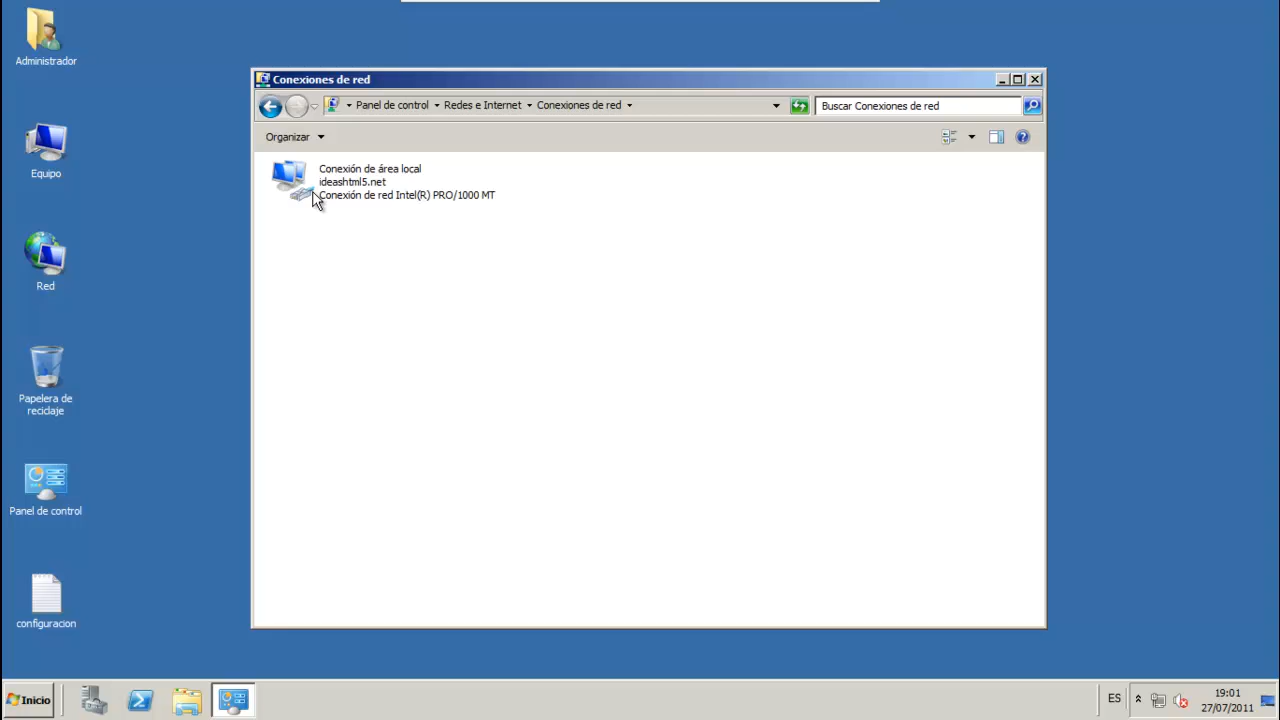 Administrador
Equipo
Red
Papelera de
reciclaje
Panel de control
configuracion
Conexiones de red
Panel de control Redes e Internet Conexiones de red
Buscar Conexiones de red
Organizar
Conexión de área local
ideashtml5.net
Conexión de red Intel(R) PRO/1000 MT
Inicio
ES
19:01
27/07/2011